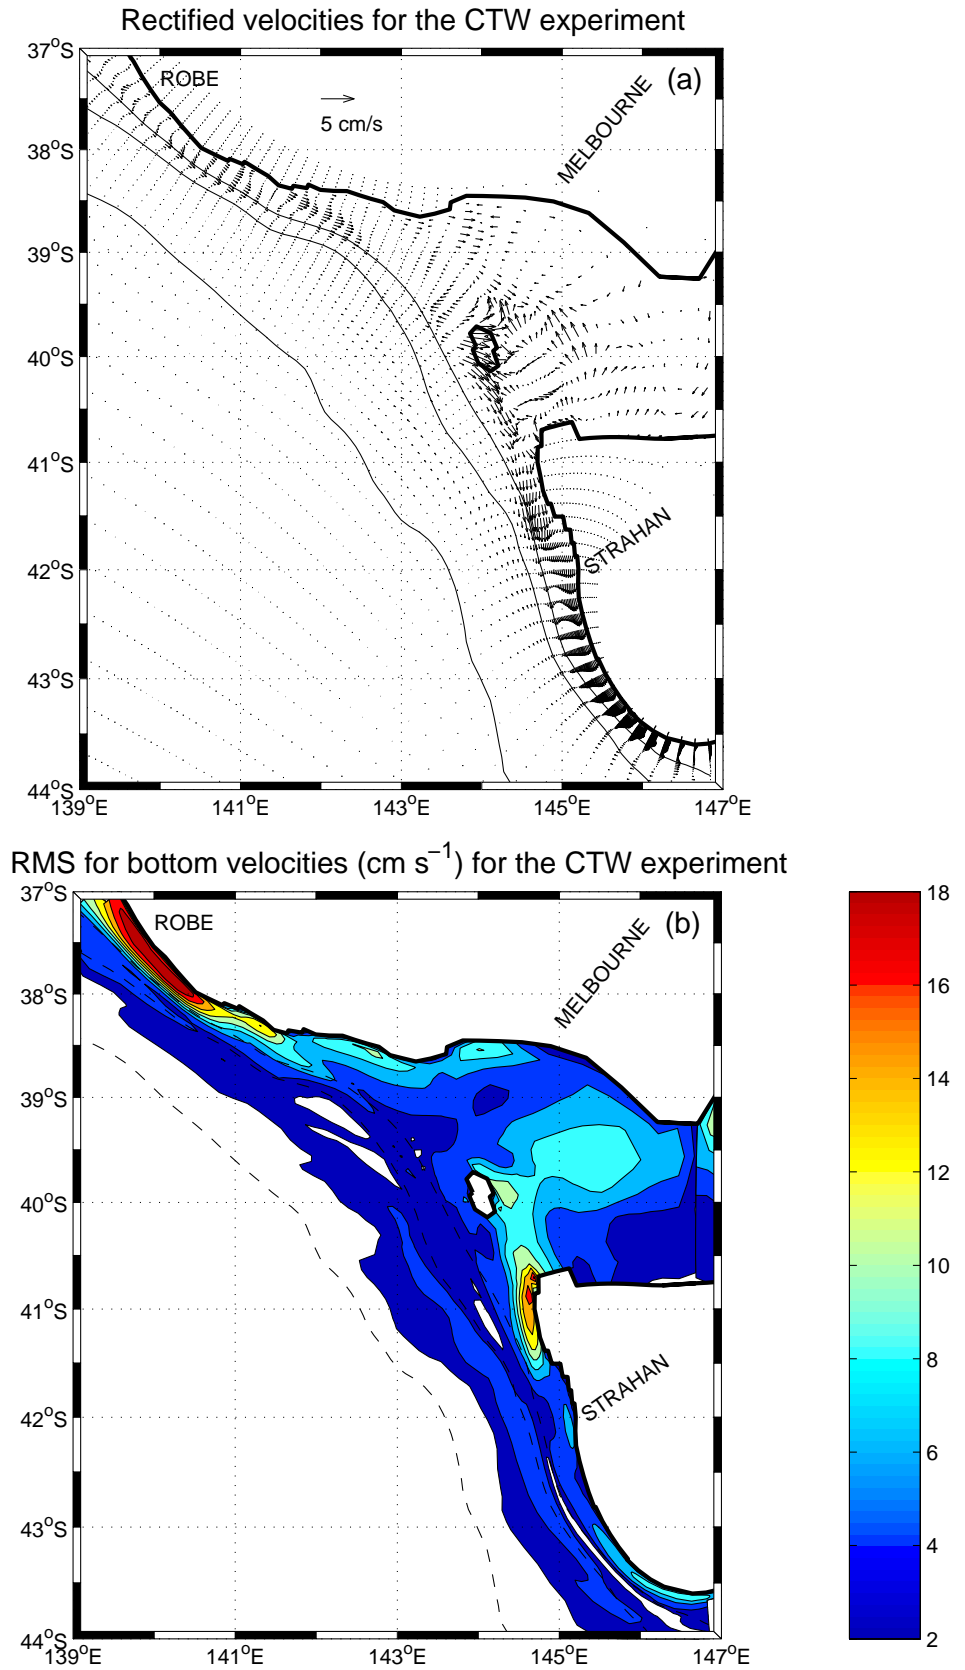 Rectified velocities for the CTW experiment
37°S
ROBE
(a)
5 cm/s
MELBOURNE
38°S
39°S
40°S
41°S
STRAHAN
42°S
43°S
44°S
139°E
141°E
143°E
145°E
147°E
RMS for bottom velocities (cm s⁻¹) for the CTW experiment
37°S
ROBE
(b)
18
MELBOURNE
16
38°S
14
39°S
12
40°S
10
41°S
8
STRAHAN
42°S
6
43°S
4
44°S
2
139°E
141°E
143°E
145°E
147°E